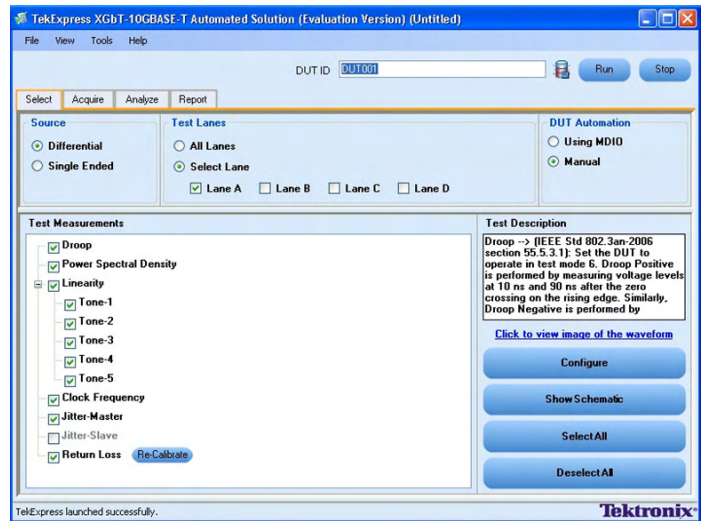 TekExpress XGbT-10GBASE-T Automated Solution (Evaluation Version) (Untitled)
File View Tools Help
DUT ID DUT001 Run Stop
Select Acquire Analyze Report
Source
Differential
Single Ended
Test Lanes
All Lanes
Select Lane
Lane A Lane B Lane C Lane D
DUT Automation
Using MDIO
Manual
Test Measurements
Droop
Power Spectral Density
Linearity
Tone-1
Tone-2
Tone-3
Tone-4
Tone-5
Clock Frequency
Jitter-Master
Jitter-Slave
Return Loss Re-Calibrate
Test Description
Droop --> (IEEE Std 802.3an-2006
section 55.5.3.1): Set the DUT to
operate in test mode 6. Droop Positive
is performed by measuring voltage levels
at 10 ns and 90 ns after the zero
crossing on the rising edge. Similarly,
Droop Negative is performed by
Click to view image of the waveform
Configure
Show Schematic
Select All
Deselect All
TekExpress launched successfully.
Tektronix